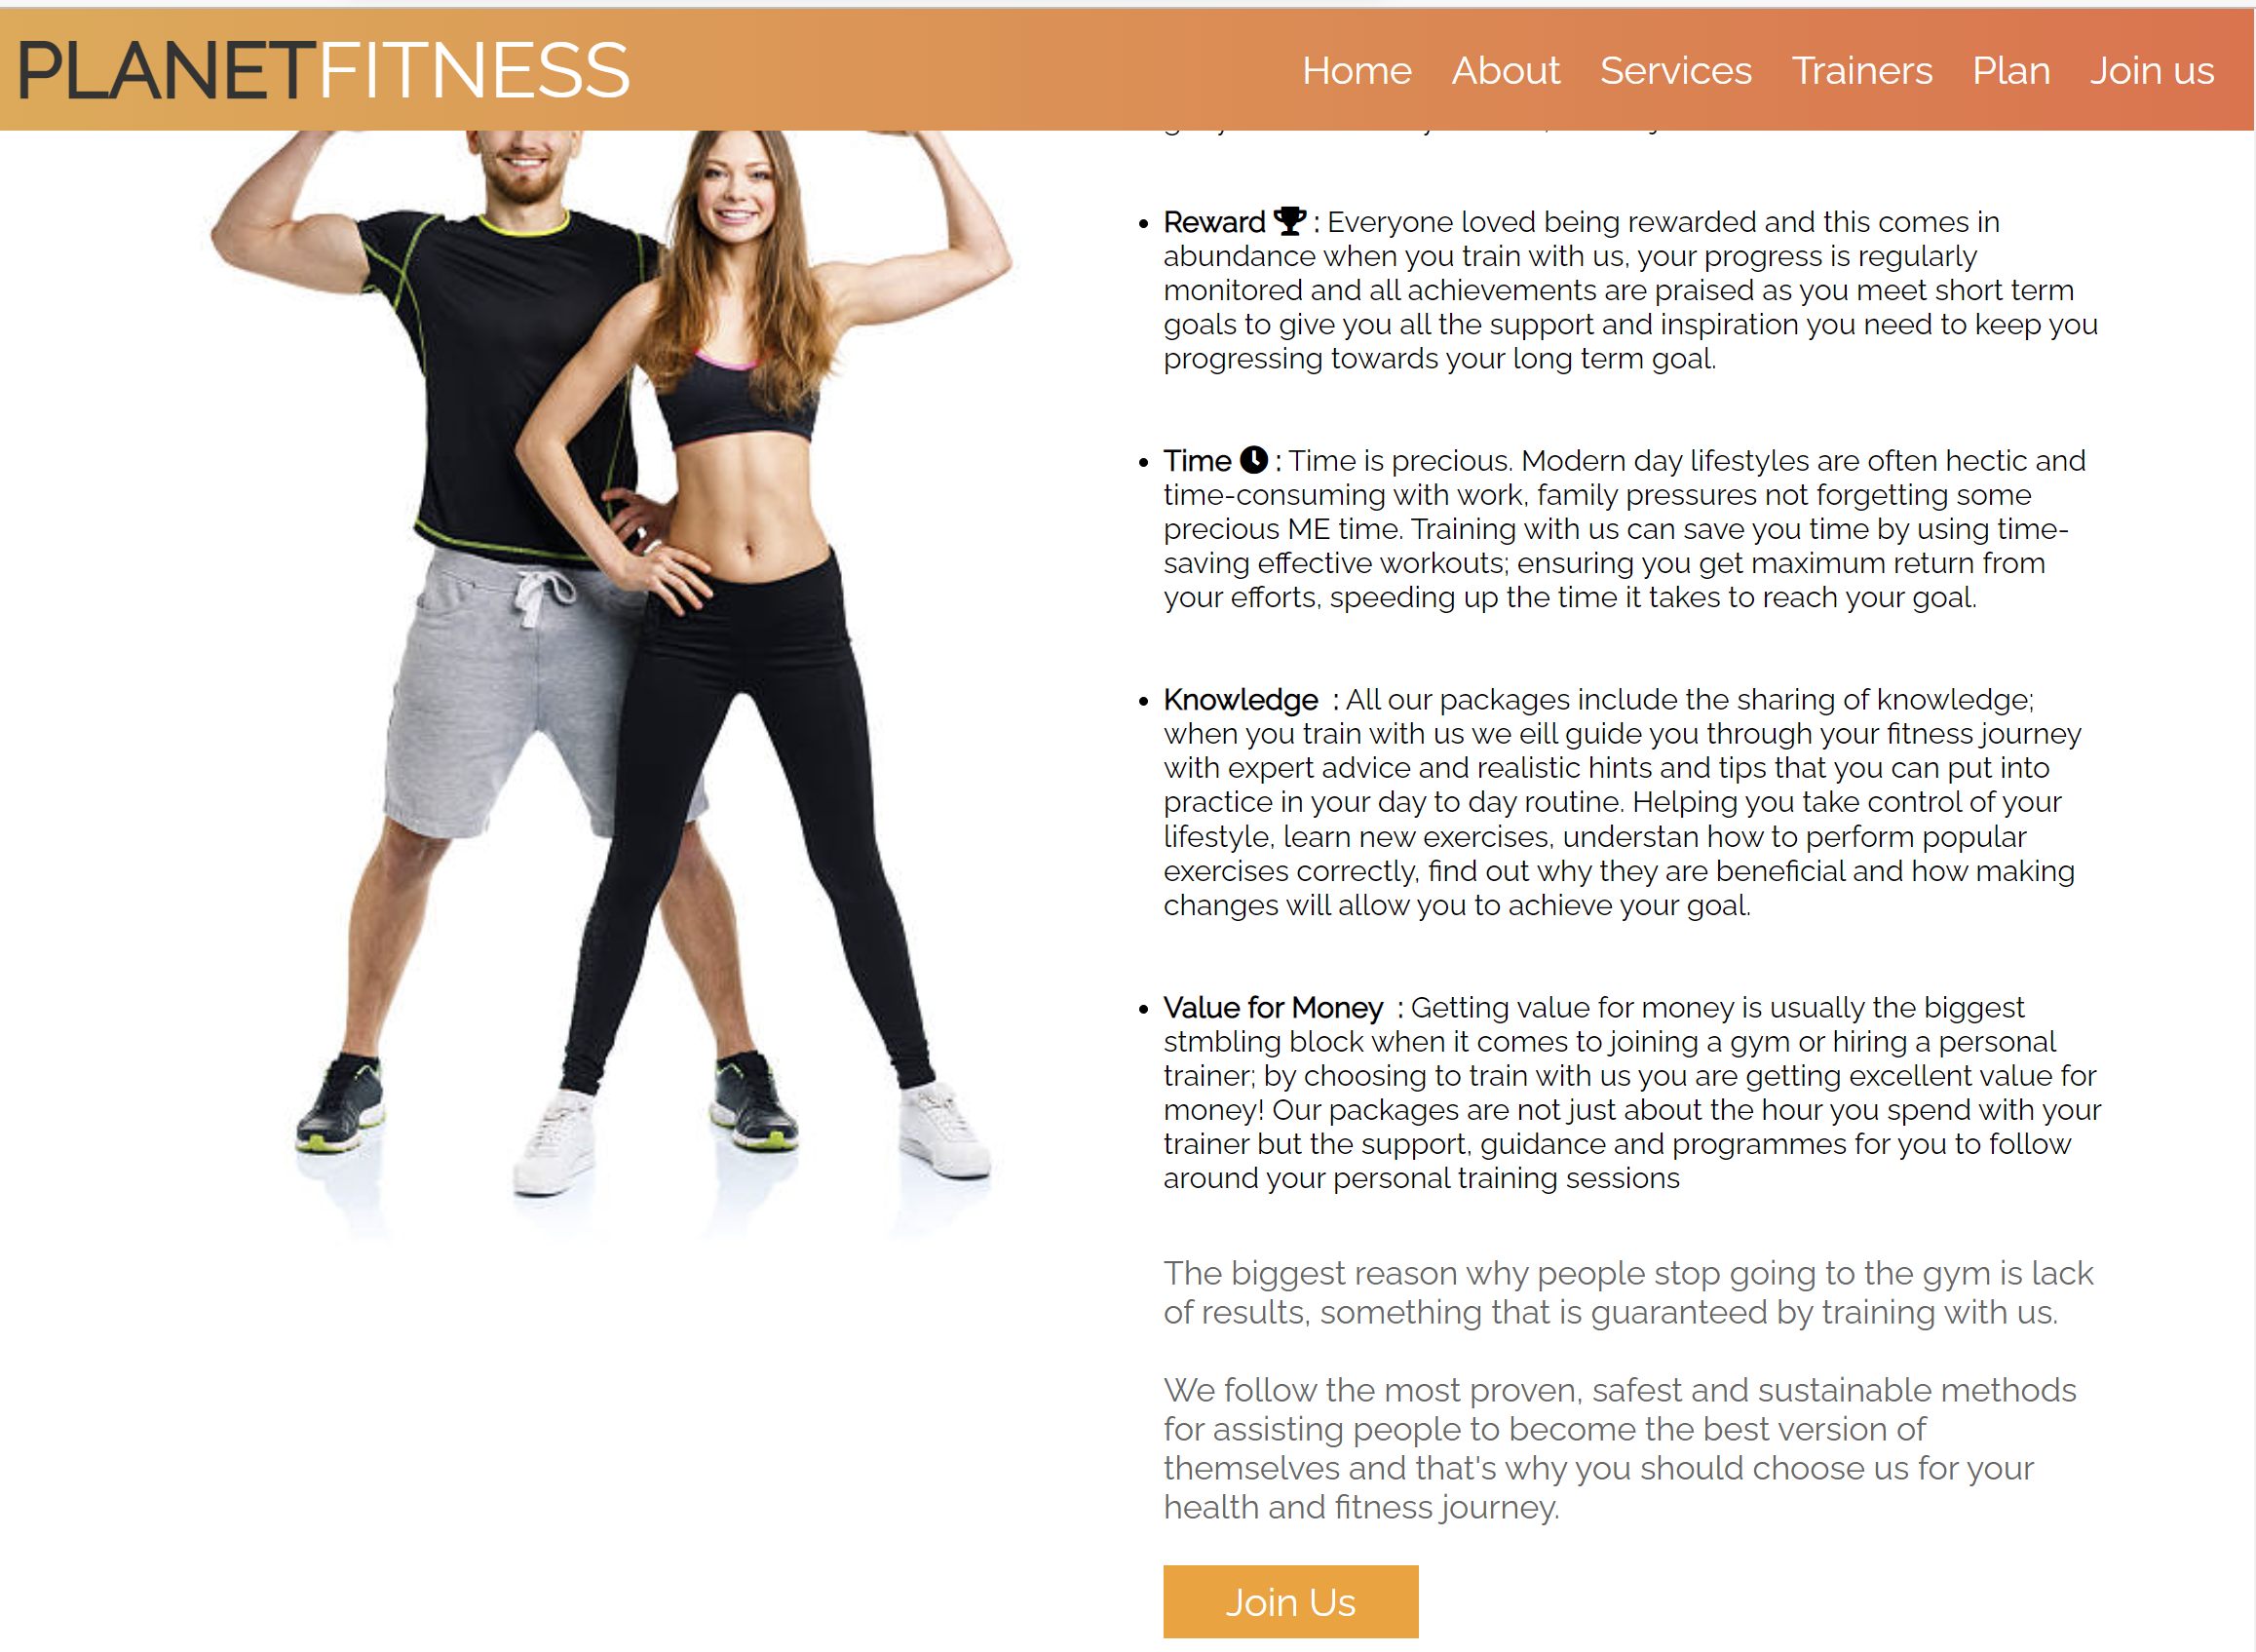 PLANETFITNESS
Home About Services Trainers Plan Join us
Reward : Everyone loved being rewarded and this comes in
abundance when you train with us, your progress is regularly
monitored and all achievements are praised as you meet short term
goals to give you all the support and inspiration you need to keep you
progressing towards your long term goal.
Time : Time is precious. Modern day lifestyles are often hectic and
time-consuming with work, family pressures not forgetting some
precious ME time. Training with us can save you time by using time-
saving effective workouts; ensuring you get maximum return from
your efforts, speeding up the time it takes to reach your goal.
Knowledge : All our packages include the sharing of knowledge;
when you train with us we eill guide you through your fitness journey
with expert advice and realistic hints and tips that you can put into
practice in your day to day routine. Helping you take control of your
lifestyle, learn new exercises, understan how to perform popular
exercises correctly, find out why they are beneficial and how making
changes will allow you to achieve your goal.
Value for Money : Getting value for money is usually the biggest
stmbling block when it comes to joining a gym or hiring a personal
trainer; by choosing to train with us you are getting excellent value for
money! Our packages are not just about the hour you spend with your
trainer but the support, guidance and programmes for you to follow
around your personal training sessions
The biggest reason why people stop going to the gym is lack
of results, something that is guaranteed by training with us.
We follow the most proven, safest and sustainable methods
for assisting people to become the best version of
themselves and that's why you should choose us for your
health and fitness journey.
Join Us